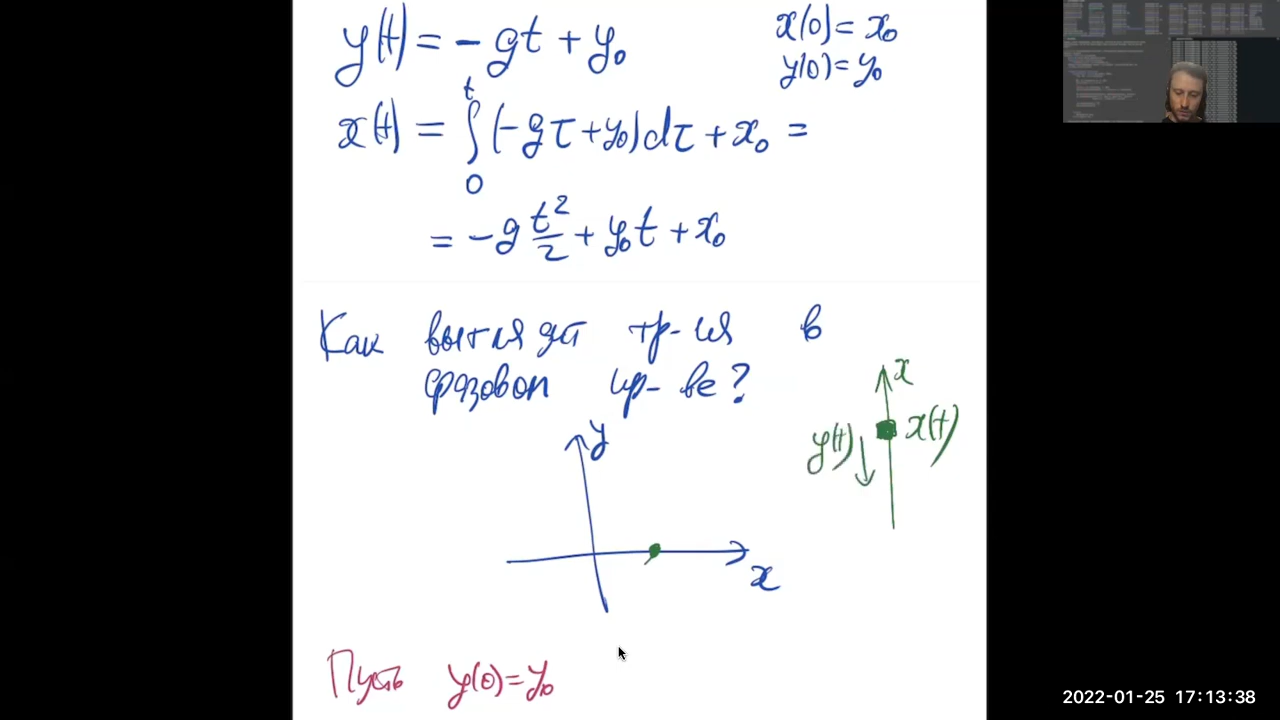 y(t) = - gt + y₀
x(0) = x₀
y(0) = y₀
x(t) = ∫₀ᵗ (-gτ + y₀)dτ + x₀ =
= -g t²/2 + y₀t + x₀
Как выглядят тр-ия в
фазовом пр-ве?
y
x
x
y(t)
x(t)
Пусть y(0) = y₀
2022-01-25 17:13:38